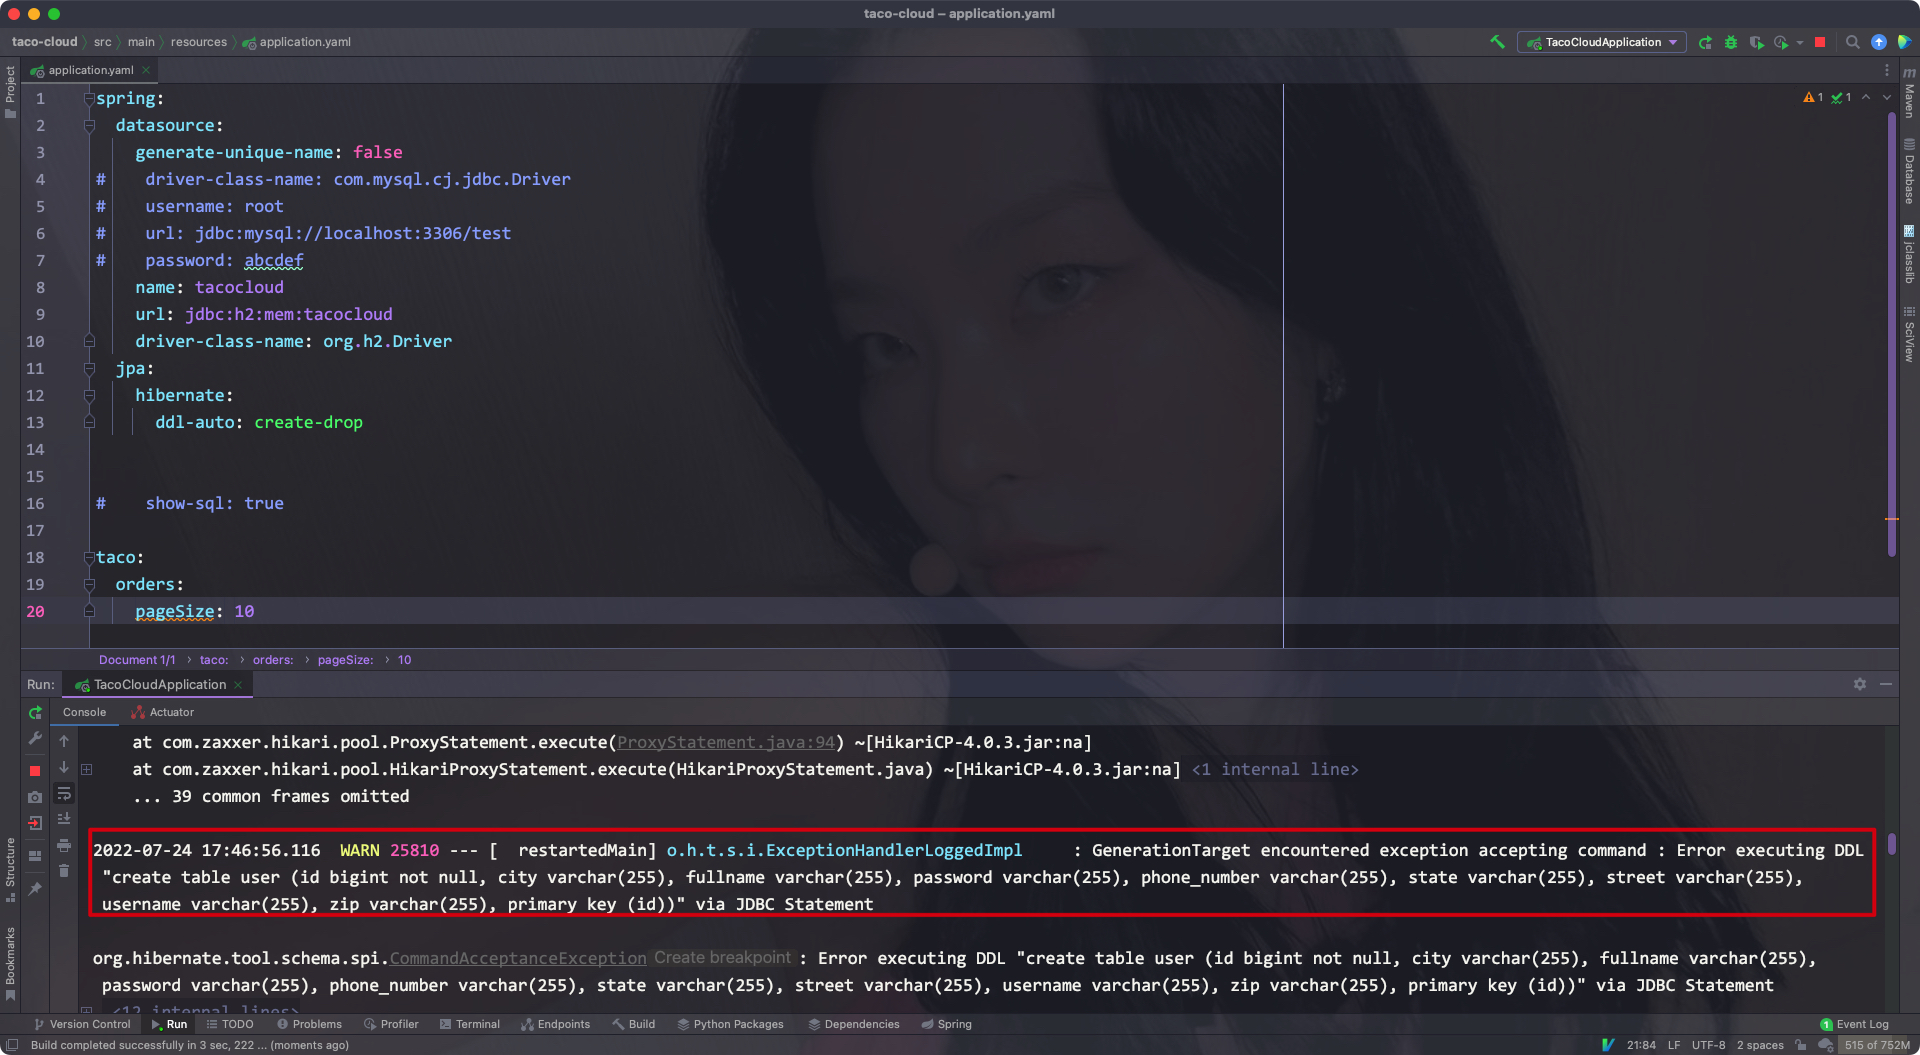 taco-cloud – application.yaml
taco-cloud src main resources application.yaml
TacoCloudApplication
Project
application.yaml
1 spring:
2 datasource:
3 generate-unique-name: false
4 # driver-class-name: com.mysql.cj.jdbc.Driver
5 # username: root
6 # url: jdbc:mysql://localhost:3306/test
7 # password: abcdef
8 name: tacocloud
9 url: jdbc:h2:mem:tacocloud
10 driver-class-name: org.h2.Driver
11 jpa:
12 hibernate:
13 ddl-auto: create-drop
14
15
16 # show-sql: true
17
18 taco:
19 orders:
20 pageSize: 10
1 1
m Maven
Database
jclasslib
SciView
Document 1/1 › taco: › orders: › pageSize: › 10
Run: TacoCloudApplication
Console Actuator
at com.zaxxer.hikari.pool.ProxyStatement.execute(ProxyStatement.java:94) ~[HikariCP-4.0.3.jar:na]
at com.zaxxer.hikari.pool.HikariProxyStatement.execute(HikariProxyStatement.java) ~[HikariCP-4.0.3.jar:na] <1 internal line>
... 39 common frames omitted
2022-07-24 17:46:56.116  WARN 25810 --- [  restartedMain] o.h.t.s.i.ExceptionHandlerLoggedImpl     : GenerationTarget encountered exception accepting command : Error executing DDL
"create table user (id bigint not null, city varchar(255), fullname varchar(255), password varchar(255), phone_number varchar(255), state varchar(255), street varchar(255),
username varchar(255), zip varchar(255), primary key (id))" via JDBC Statement
org.hibernate.tool.schema.spi.CommandAcceptanceException Create breakpoint : Error executing DDL "create table user (id bigint not null, city varchar(255), fullname varchar(255),
password varchar(255), phone_number varchar(255), state varchar(255), street varchar(255), username varchar(255), zip varchar(255), primary key (id))" via JDBC Statement
<12 internal lines>
Structure
Bookmarks
Version Control Run TODO Problems Profiler Terminal Endpoints Build Python Packages Dependencies Spring 1 Event Log
Build completed successfully in 3 sec, 222 ... (moments ago) 21:84 LF UTF-8 2 spaces 515 of 752M